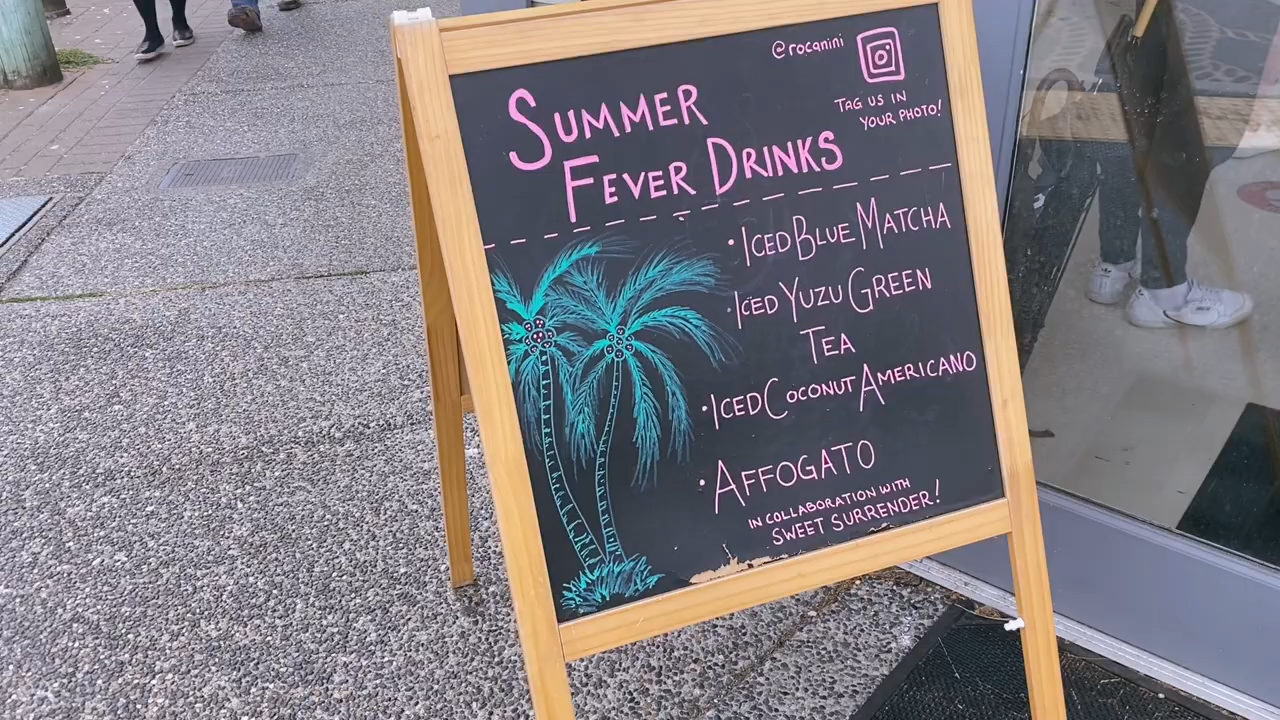 @rocanini
TAG US IN
YOUR PHOTO!
SUMMER
FEVER DRINKS
• ICED BLUE MATCHA
• ICED YUZU GREEN
TEA
• ICED COCONUT AMERICANO
• AFFOGATO
IN COLLABORATION WITH
SWEET SURRENDER!